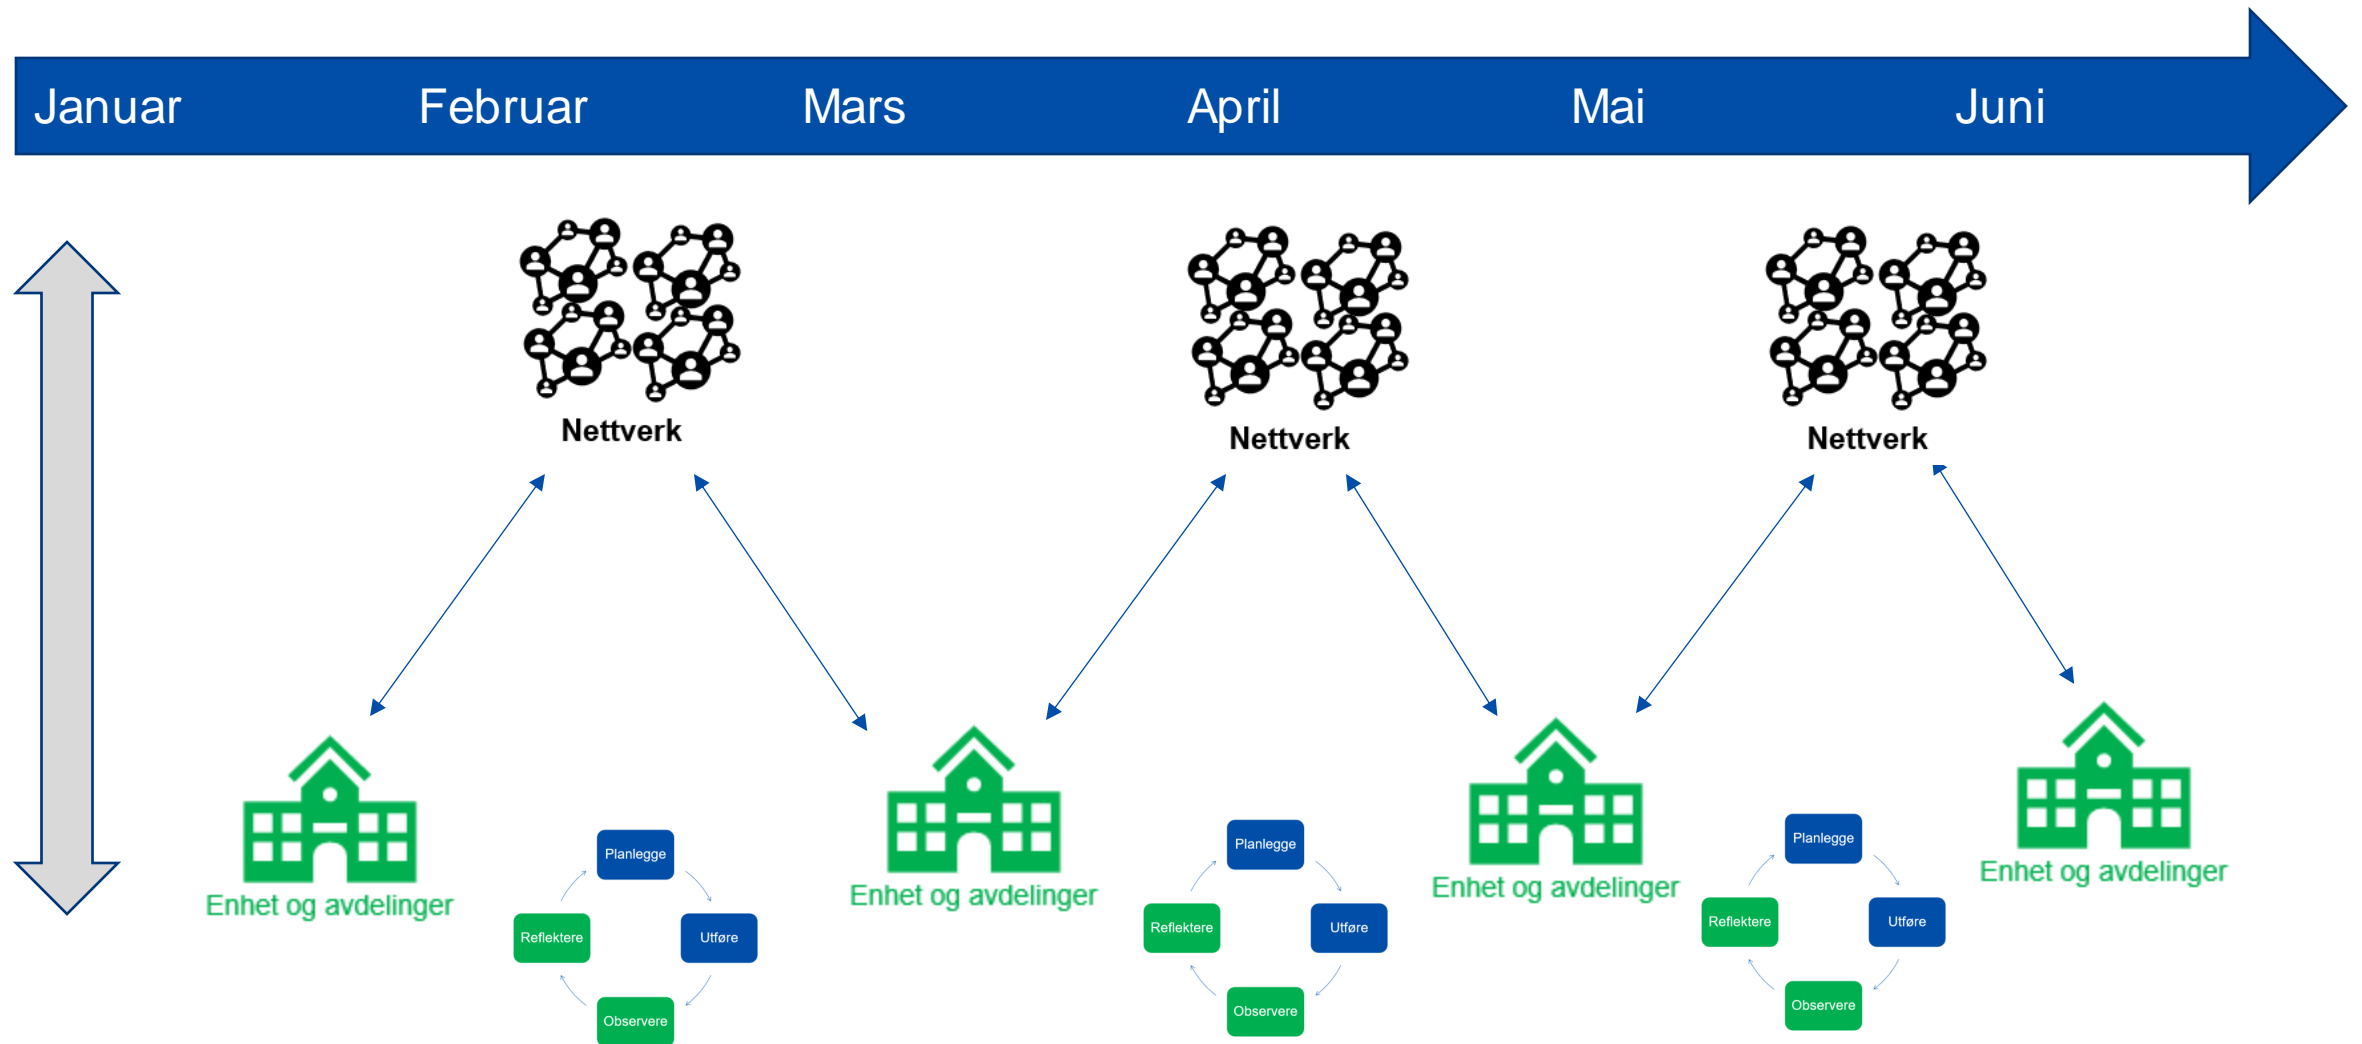 Januar Februar Mars April Mai Juni
Nettverk
Nettverk
Nettverk
Enhet og avdelinger
Planlegge
Utføre
Observere
Reflektere
Enhet og avdelinger
Planlegge
Utføre
Observere
Reflektere
Enhet og avdelinger
Planlegge
Utføre
Observere
Reflektere
Enhet og avdelinger